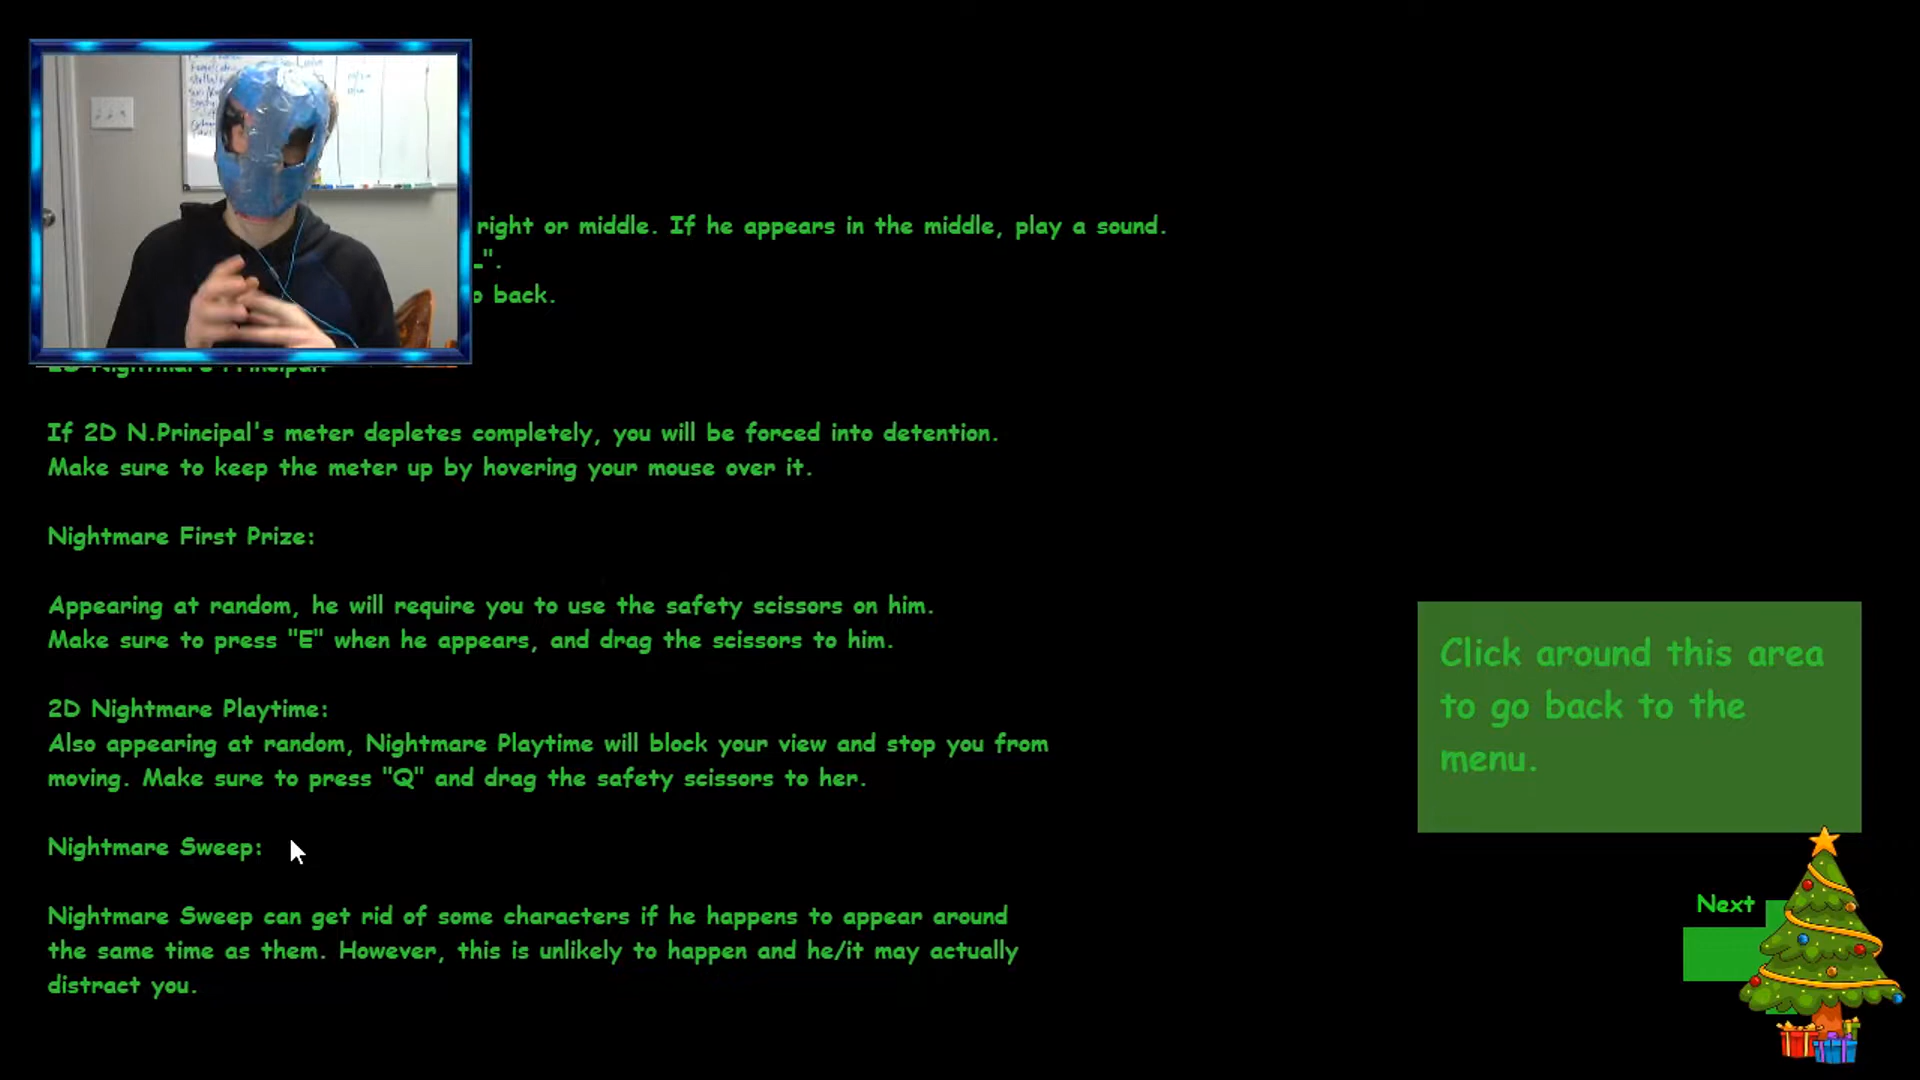 right or middle. If he appears in the middle, play a sound.
L".
o back.
2D Nightmare Principal:
If 2D N.Principal's meter depletes completely, you will be forced into detention.
Make sure to keep the meter up by hovering your mouse over it.
Nightmare First Prize:
Appearing at random, he will require you to use the safety scissors on him.
Make sure to press "E" when he appears, and drag the scissors to him.
2D Nightmare Playtime:
Also appearing at random, Nightmare Playtime will block your view and stop you from
moving. Make sure to press "Q" and drag the safety scissors to her.
Nightmare Sweep:
Nightmare Sweep can get rid of some characters if he happens to appear around
the same time as them. However, this is unlikely to happen and he/it may actually
distract you.
Click around this area
to go back to the
menu.
Next